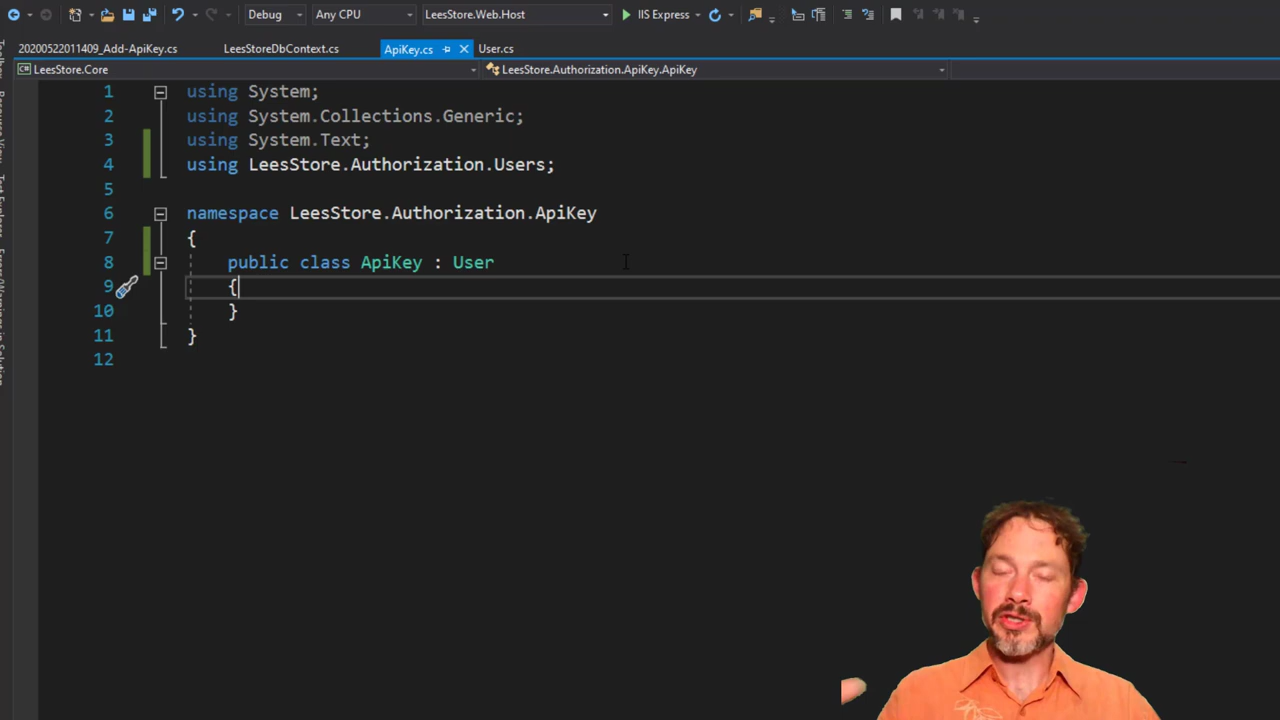 Debug Any CPU LeesStore.Web.Host IIS Express
20200522011409_Add-ApiKey.cs LeesStoreDbContext.cs ApiKey.cs User.cs
LeesStore.Core LeesStore.Authorization.ApiKey.ApiKey
1 using System;
2 using System.Collections.Generic;
3 using System.Text;
4 using LeesStore.Authorization.Users;
5
6 namespace LeesStore.Authorization.ApiKey
7 {
8 public class ApiKey : User
9 {
10 }
11 }
12